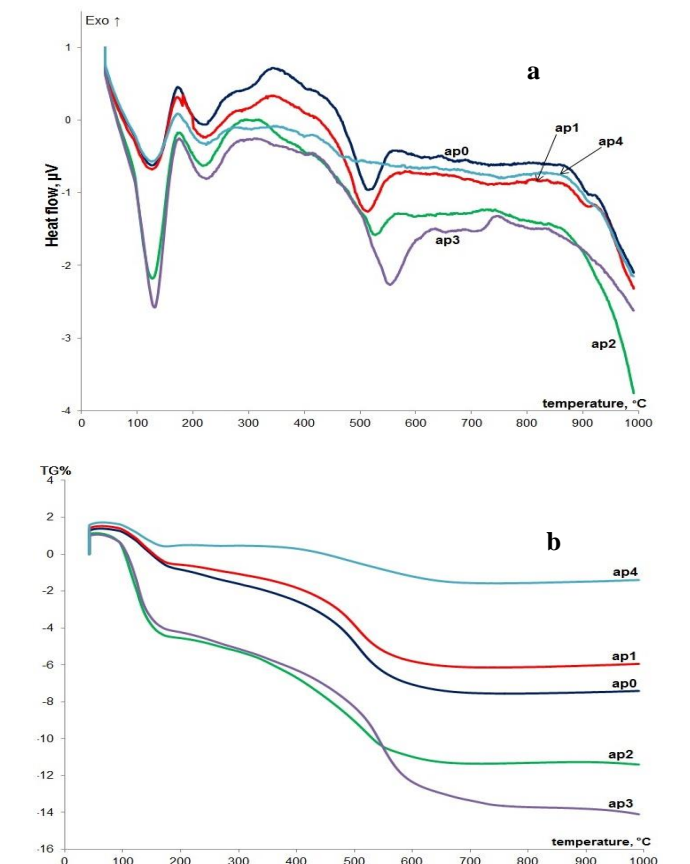 Exo ↑
a
1
0
-1
-2
-3
-4
Heat flow, µV
ap0
ap1
ap4
ap3
ap2
temperature, °C
0 100 200 300 400 500 600 700 800 900 1000
TG%
b
4
2
0
-2
-4
-6
-8
-10
-12
-14
-16
ap4
ap1
ap0
ap2
ap3
temperature, °C
0 100 200 300 400 500 600 700 800 900 1000